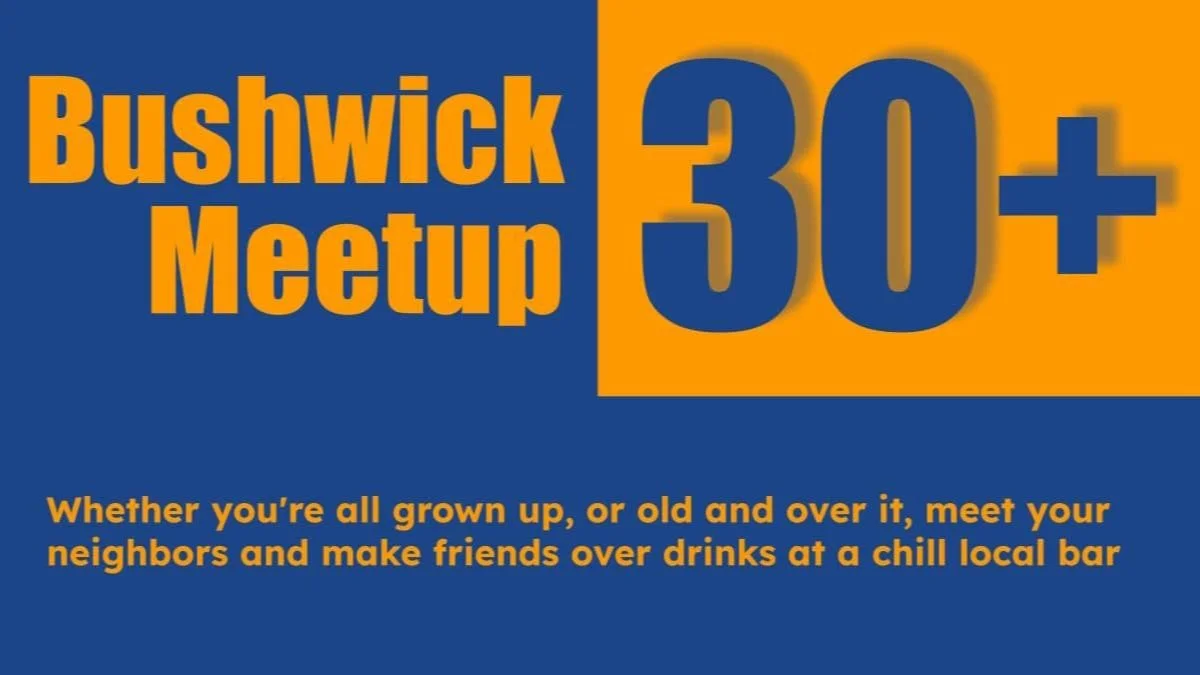 Bushwick
Meetup
30+
Whether you're all grown up, or old and over it, meet your
neighbors and make friends over drinks at a chill local bar